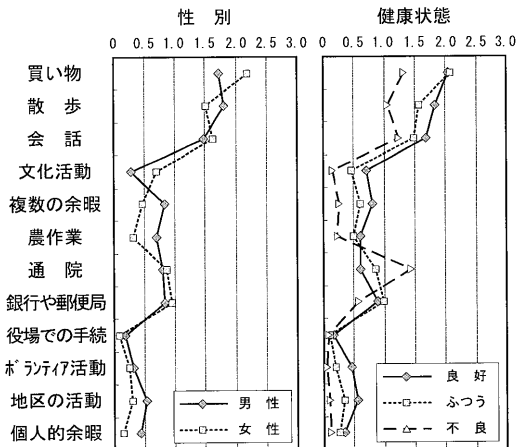 性 別
健康状態
0 0.5 1.0 1.5 2.0 2.5 3.0
0 0.5 1.0 1.5 2.0 2.5 3.0
買い物
散 歩
会 話
文化活動
複数の余暇
農作業
通 院
銀行や郵便局
役場での手続
ボランティア活動
地区の活動
個人的余暇
男 性
女 性
良 好
ふつう
不 良